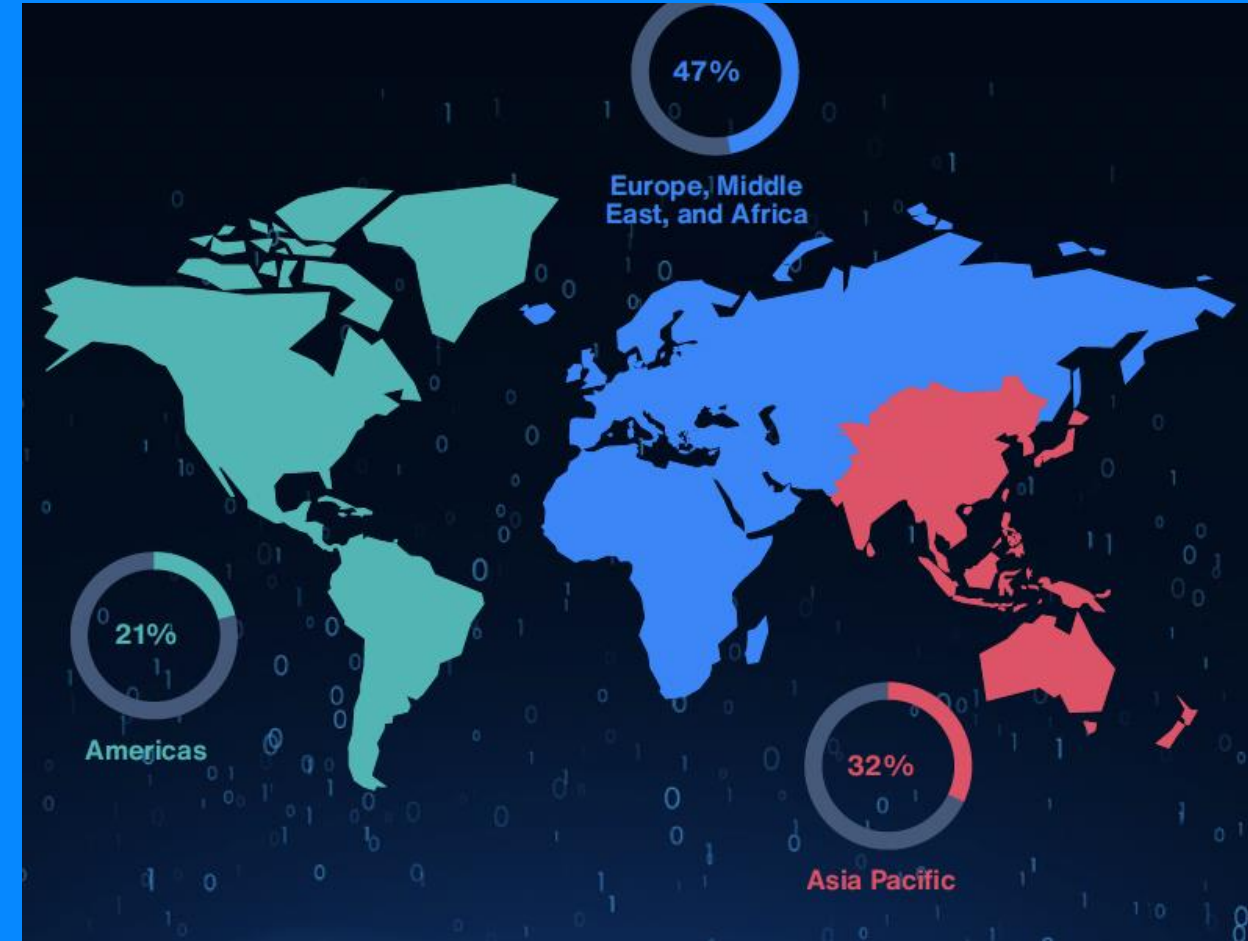 47%
Europe, Middle
East, and Africa
21%
Americas
32%
Asia Pacific